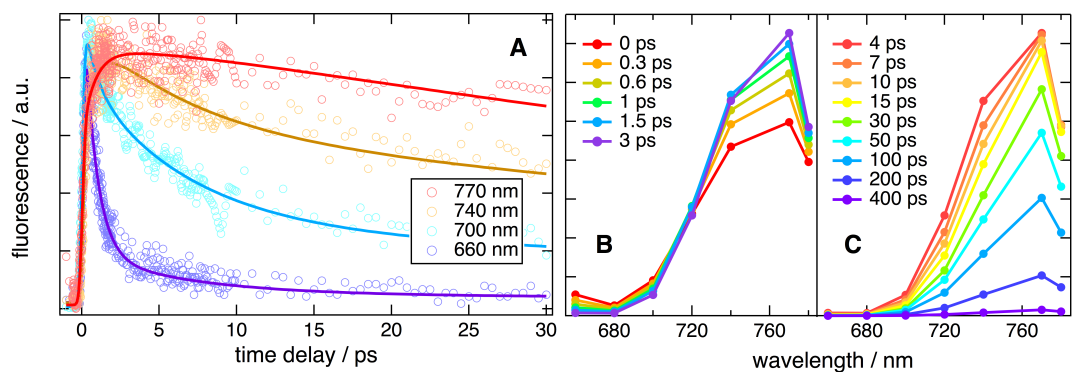 fluorescence / a.u.
A
770 nm
740 nm
700 nm
660 nm
0 5 10 15 20 25 30
time delay / ps
0 ps
0.3 ps
0.6 ps
1 ps
1.5 ps
3 ps
B
680 720 760
4 ps
7 ps
10 ps
15 ps
30 ps
50 ps
100 ps
200 ps
400 ps
C
680 720 760
wavelength / nm